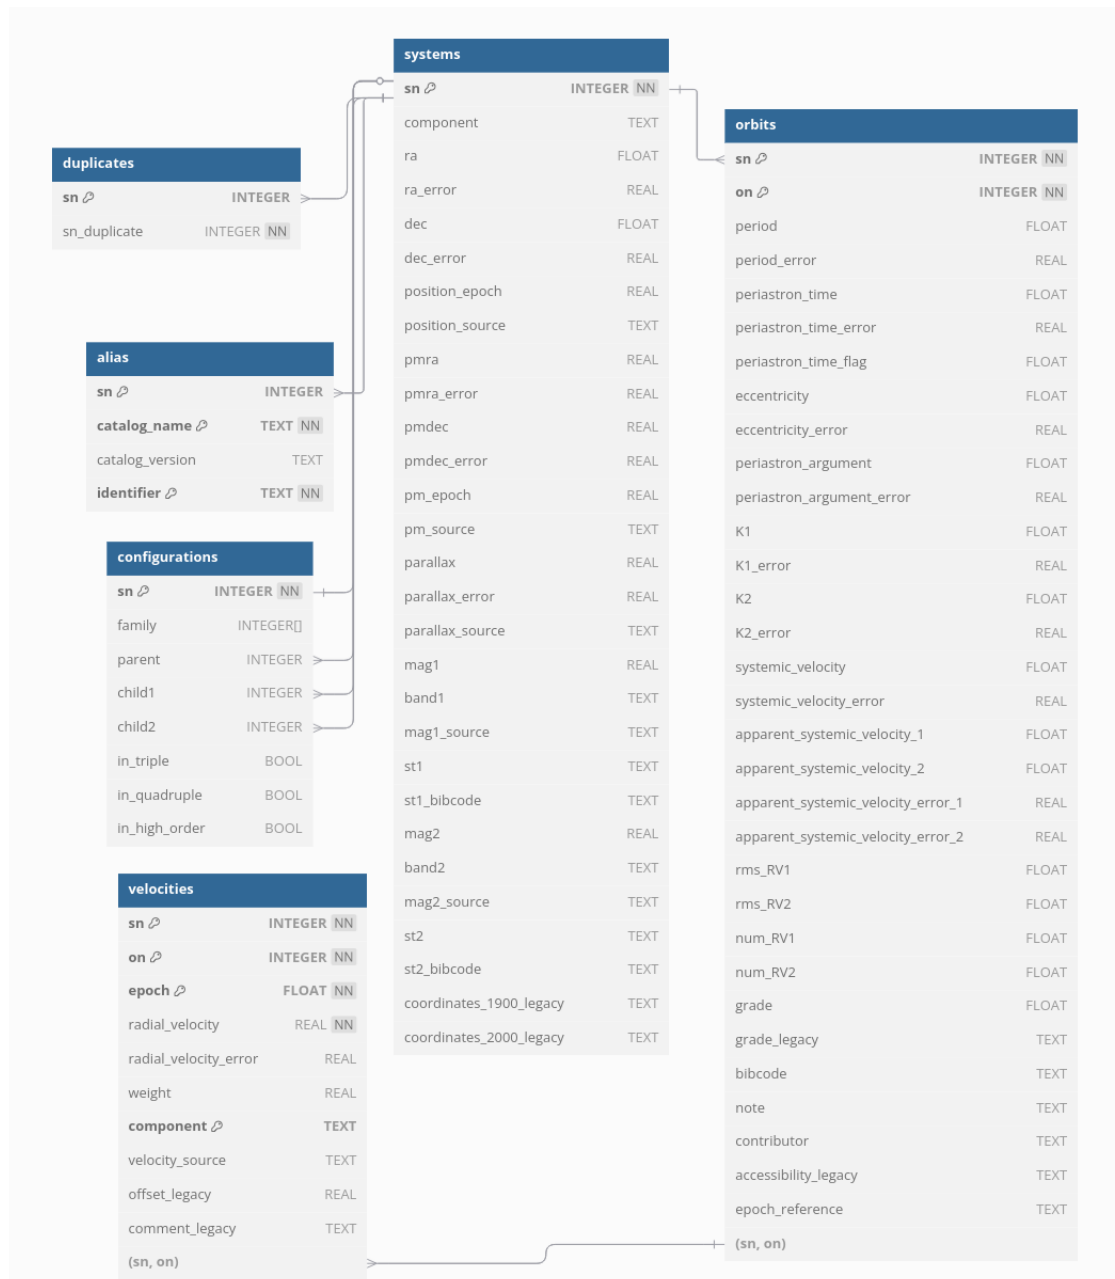 systems
sn INTEGER NN
component TEXT
ra FLOAT
ra_error REAL
dec FLOAT
dec_error REAL
position_epoch REAL
position_source TEXT
pmra REAL
pmra_error REAL
pmdec REAL
pmdec_error REAL
pm_epoch REAL
pm_source TEXT
parallax REAL
parallax_error REAL
parallax_source TEXT
mag1 REAL
band1 TEXT
mag1_source TEXT
st1 TEXT
st1_bibcode TEXT
mag2 REAL
band2 TEXT
mag2_source TEXT
st2 TEXT
st2_bibcode TEXT
coordinates_1900_legacy TEXT
coordinates_2000_legacy TEXT
duplicates
sn INTEGER
sn_duplicate INTEGER NN
alias
sn INTEGER
catalog_name TEXT NN
catalog_version TEXT
identifier TEXT NN
configurations
sn INTEGER NN
family INTEGER[]
parent INTEGER
child1 INTEGER
child2 INTEGER
in_triple BOOL
in_quadruple BOOL
in_high_order BOOL
velocities
sn INTEGER NN
on INTEGER NN
epoch FLOAT NN
radial_velocity REAL NN
radial_velocity_error REAL
weight REAL
component TEXT
velocity_source TEXT
offset_legacy REAL
comment_legacy TEXT
(sn, on)
orbits
sn INTEGER NN
on INTEGER NN
period FLOAT
period_error REAL
periastron_time FLOAT
periastron_time_error REAL
periastron_time_flag FLOAT
eccentricity FLOAT
eccentricity_error REAL
periastron_argument FLOAT
periastron_argument_error REAL
K1 FLOAT
K1_error REAL
K2 FLOAT
K2_error REAL
systemic_velocity FLOAT
systemic_velocity_error REAL
apparent_systemic_velocity_1 FLOAT
apparent_systemic_velocity_2 FLOAT
apparent_systemic_velocity_error_1 REAL
apparent_systemic_velocity_error_2 REAL
rms_RV1 FLOAT
rms_RV2 FLOAT
num_RV1 FLOAT
num_RV2 FLOAT
grade FLOAT
grade_legacy TEXT
bibcode TEXT
note TEXT
contributor TEXT
accessibility_legacy TEXT
epoch_reference TEXT
(sn, on)